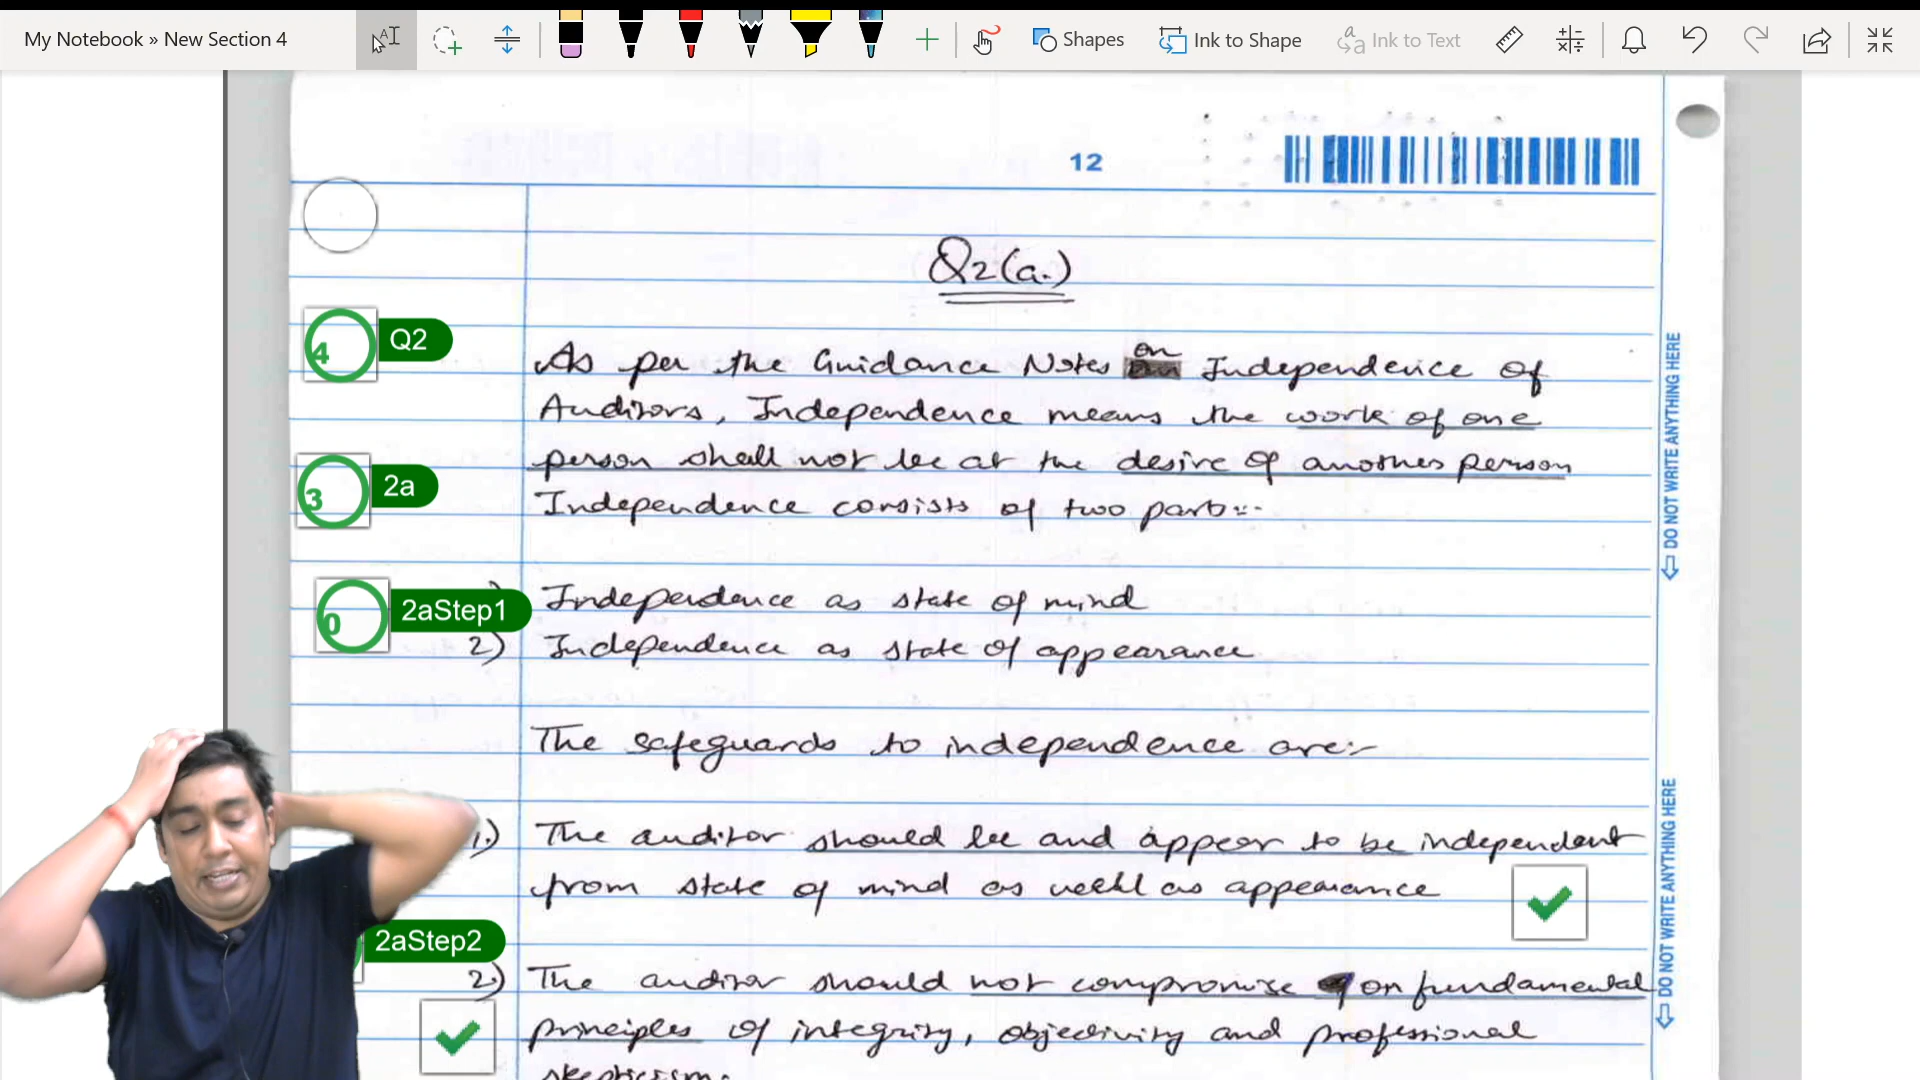 My Notebook » New Section 4
Shapes
Ink to Shape
Ink to Text
12
Q2(a.)
4 Q2
As per the Guidance Notes on Independence of
Auditors, Independence means the work of one
3 2a
person shall not be at the desire of another person
Independence consists of two parts:-
0 2aStep1
1) Independence as state of mind
2) Independence as state of appearance
The safeguards to independence are:-
1.) The auditor should be and appear to be independent
from state of mind as well as appearance
2aStep2
2.) The auditor should not compromise on fundamental
principles of integrity, objectivity and professional
skepticism.
DO NOT WRITE ANYTHING HERE
DO NOT WRITE ANYTHING HERE